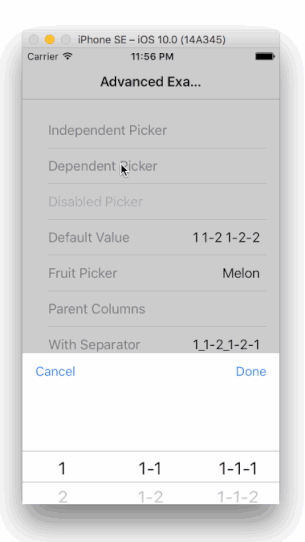 iPhone SE – iOS 10.0 (14A345)
Carrier 11:56 PM
Advanced Exa...
Independent Picker
Dependent Picker
Disabled Picker
Default Value 1 1-2 1-2-2
Fruit Picker Melon
Parent Columns
With Separator 1_1-2_1-2-1
Cancel Done
1 1-1 1-1-1
2 1-2 1-1-2